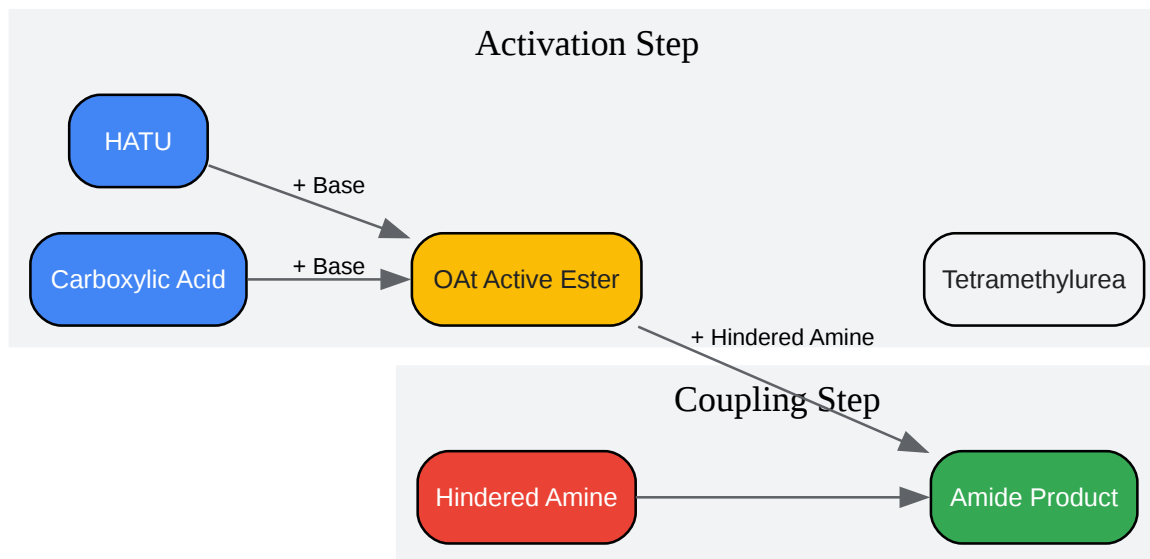 Activation Step
HATU
+ Base
Carboxylic Acid
+ Base
OAt Active Ester
Tetramethylurea
+ Hindered Amine
Coupling Step
Hindered Amine
Amide Product